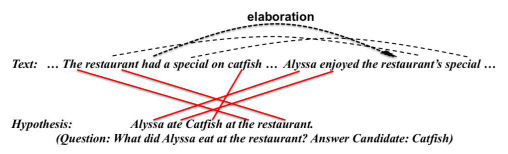 elaboration
Text: ... The restaurant had a special on catfish ... Alyssa enjoyed the restaurant's special ...
Hypothesis: Alyssa ate Catfish at the restaurant.
(Question: What did Alyssa eat at the restaurant? Answer Candidate: Catfish)